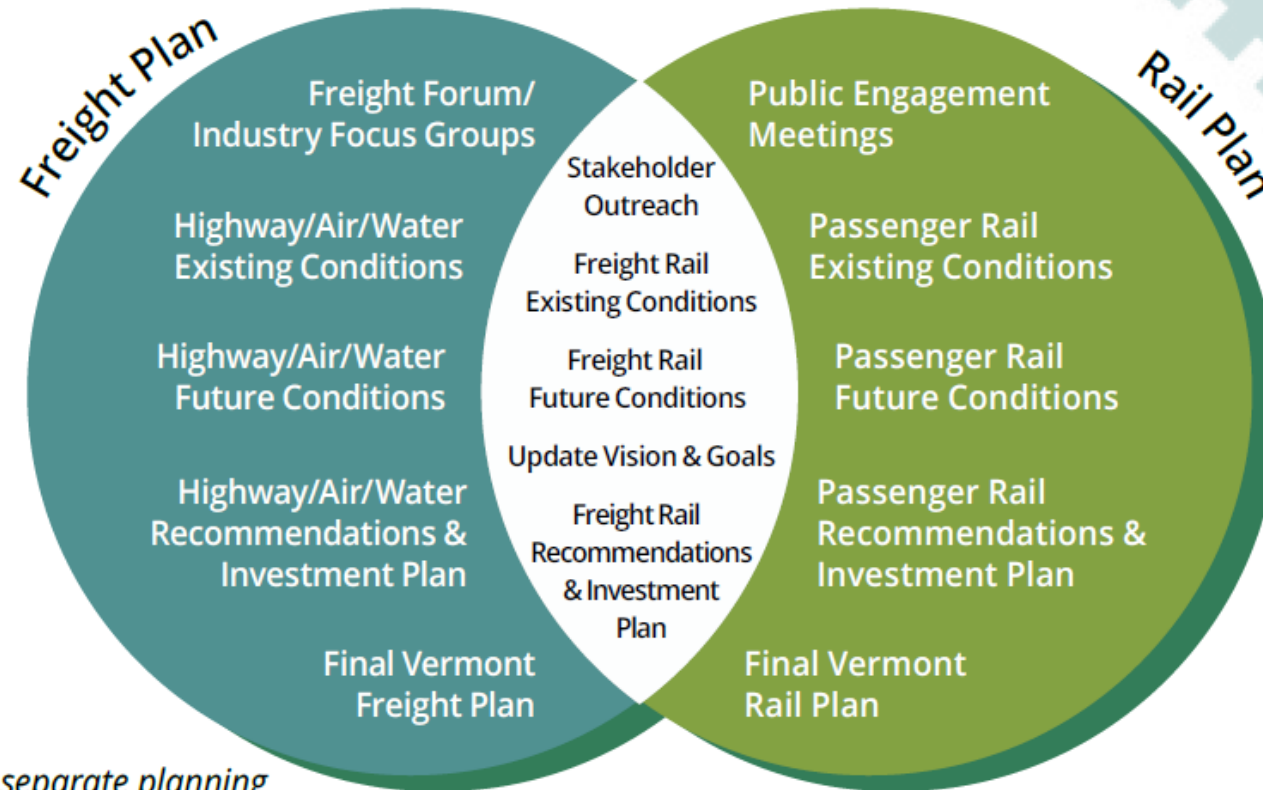 Freight Plan
Freight Forum/
Industry Focus Groups
Highway/Air/Water
Existing Conditions
Highway/Air/Water
Future Conditions
Highway/Air/Water
Recommendations &
Investment Plan
Final Vermont
Freight Plan
Stakeholder
Outreach
Freight Rail
Existing Conditions
Freight Rail
Future Conditions
Update Vision & Goals
Freight Rail
Recommendations
& Investment
Plan
Rail Plan
Public Engagement
Meetings
Passenger Rail
Existing Conditions
Passenger Rail
Future Conditions
Passenger Rail
Recommendations &
Investment Plan
Final Vermont
Rail Plan
separate planning